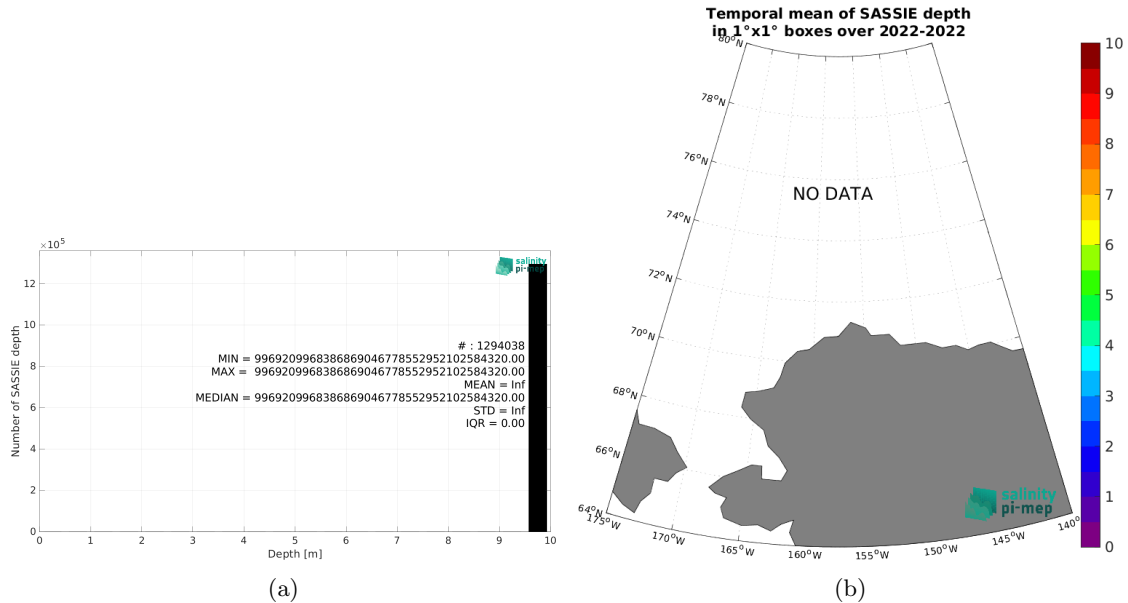 Temporal mean of SASSIE depth
in 1°x1° boxes over 2022-2022
×10⁵
12
10
8
6
4
2
0
Number of SASSIE depth
salinity
pi-mep
# : 1294038
MIN = 9969209968386869046778552952102584320.00
MAX = 9969209968386869046778552952102584320.00
MEAN = Inf
MEDIAN = 9969209968386869046778552952102584320.00
STD = Inf
IQR = 0.00
0 1 2 3 4 5 6 7 8 9 10
Depth [m]
(a)
80°N
78°N
76°N
74°N
72°N
70°N
68°N
66°N
64°N
NO DATA
175°W
170°W
165°W
160°W
155°W
150°W
145°W
140°
salinity
pi-mep
10
9
8
7
6
5
4
3
2
1
0
(b)